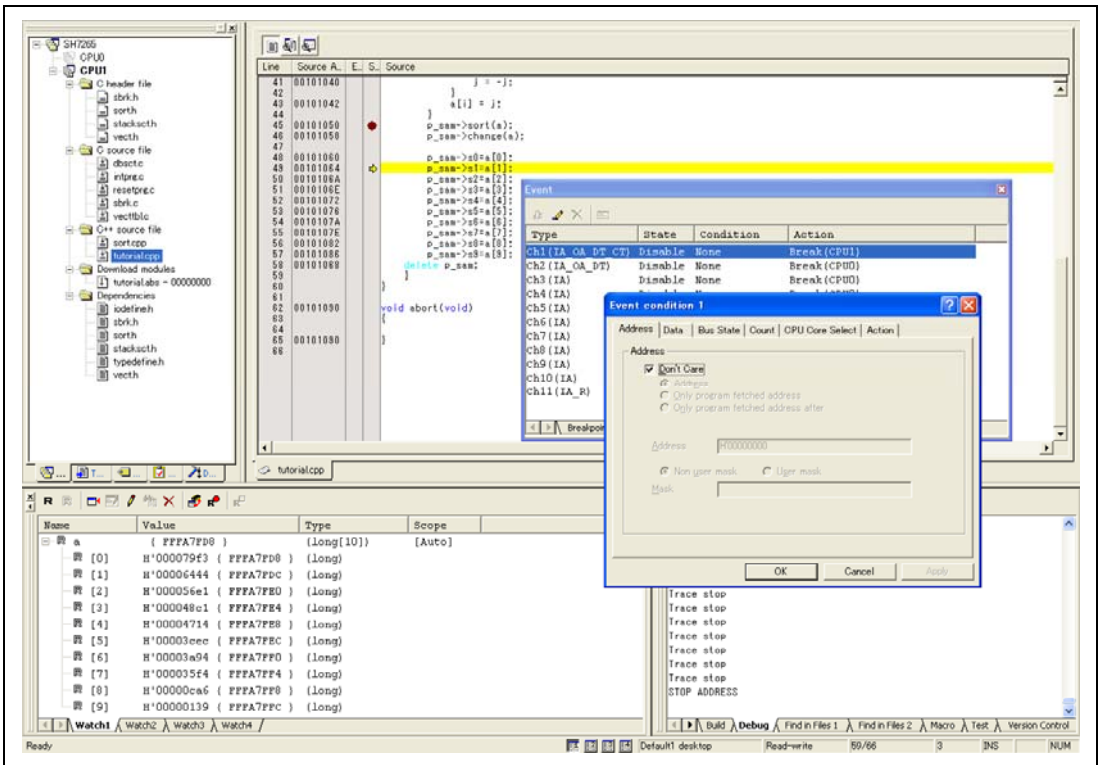 SH7265
CPU0
CPU1
C header file
sbrk.h
sort.h
stacksct.h
vect.h
C source file
dbsct.c
intprg.c
resetprg.c
sbrk.c
vecttbl.c
C++ source file
sort.cpp
tutorial.cpp
Download modules
tutorial.abs - 00000000
Dependencies
iodefine.h
sbrk.h
sort.h
stacksct.h
typedefine.h
vect.h
T... D...
Line Source A... E.. S.. Source
41 00101040 j = -j;
42 }
43 00101042 a[i] = j;
44 }
45 00101050 p_sam->sort(a);
46 00101058 p_sam->change(a);
47
48 00101060 p_sam->s0=a[0];
49 00101064 p_sam->s1=a[1];
50 0010106A p_sam->s2=a[2];
51 0010106E p_sam->s3=a[3];
52 00101072 p_sam->s4=a[4];
53 00101076 p_sam->s5=a[5];
54 0010107A p_sam->s6=a[6];
55 0010107E p_sam->s7=a[7];
56 00101082 p_sam->s8=a[8];
57 00101086 p_sam->s9=a[9];
58 delete p_sam;
59 }
60 }
61
62 00101090 void abort(void)
63 {
64
65 00101090 }
66
tutorial.cpp
Event
Type State Condition Action
Ch1(IA_OA_DT_CT) Disable None Break(CPU1)
Ch2(IA_OA_DT) Disable None Break(CPU0)
Ch3(IA) Disable None Break(CPU0)
Ch4(IA)
Ch5(IA)
Ch6(IA)
Ch7(IA)
Ch8(IA)
Ch9(IA)
Ch10(IA)
Ch11(IA_R)
Event condition 1
Address Data Bus State Count CPU Core Select Action
Address
Don't Care
Address
Only program fetched address
Only program fetched address after
Address H'00000000
Non user mask User mask
Mask
OK Cancel Apply
R
Name Value Type Scope
a { FFFA7FD8 } (long[10]) [Auto]
[0] H'000079f3 { FFFA7FD8 } (long)
[1] H'00006444 { FFFA7FDC } (long)
[2] H'000056e1 { FFFA7FE0 } (long)
[3] H'000048c1 { FFFA7FE4 } (long)
[4] H'00004714 { FFFA7FE8 } (long)
[5] H'00003eec { FFFA7FEC } (long)
[6] H'00003a94 { FFFA7FF0 } (long)
[7] H'000035f4 { FFFA7FF4 } (long)
[8] H'00000ca6 { FFFA7FF8 } (long)
[9] H'00000139 { FFFA7FFC } (long)
Watch1 Watch2 Watch3 Watch4
Trace stop
Trace stop
Trace stop
Trace stop
Trace stop
Trace stop
Trace stop
STOP ADDRESS
Build Debug Find in Files 1 Find in Files 2 Macro Test Version Control
Ready Default1 desktop Read-write 59/66 3 INS NUM